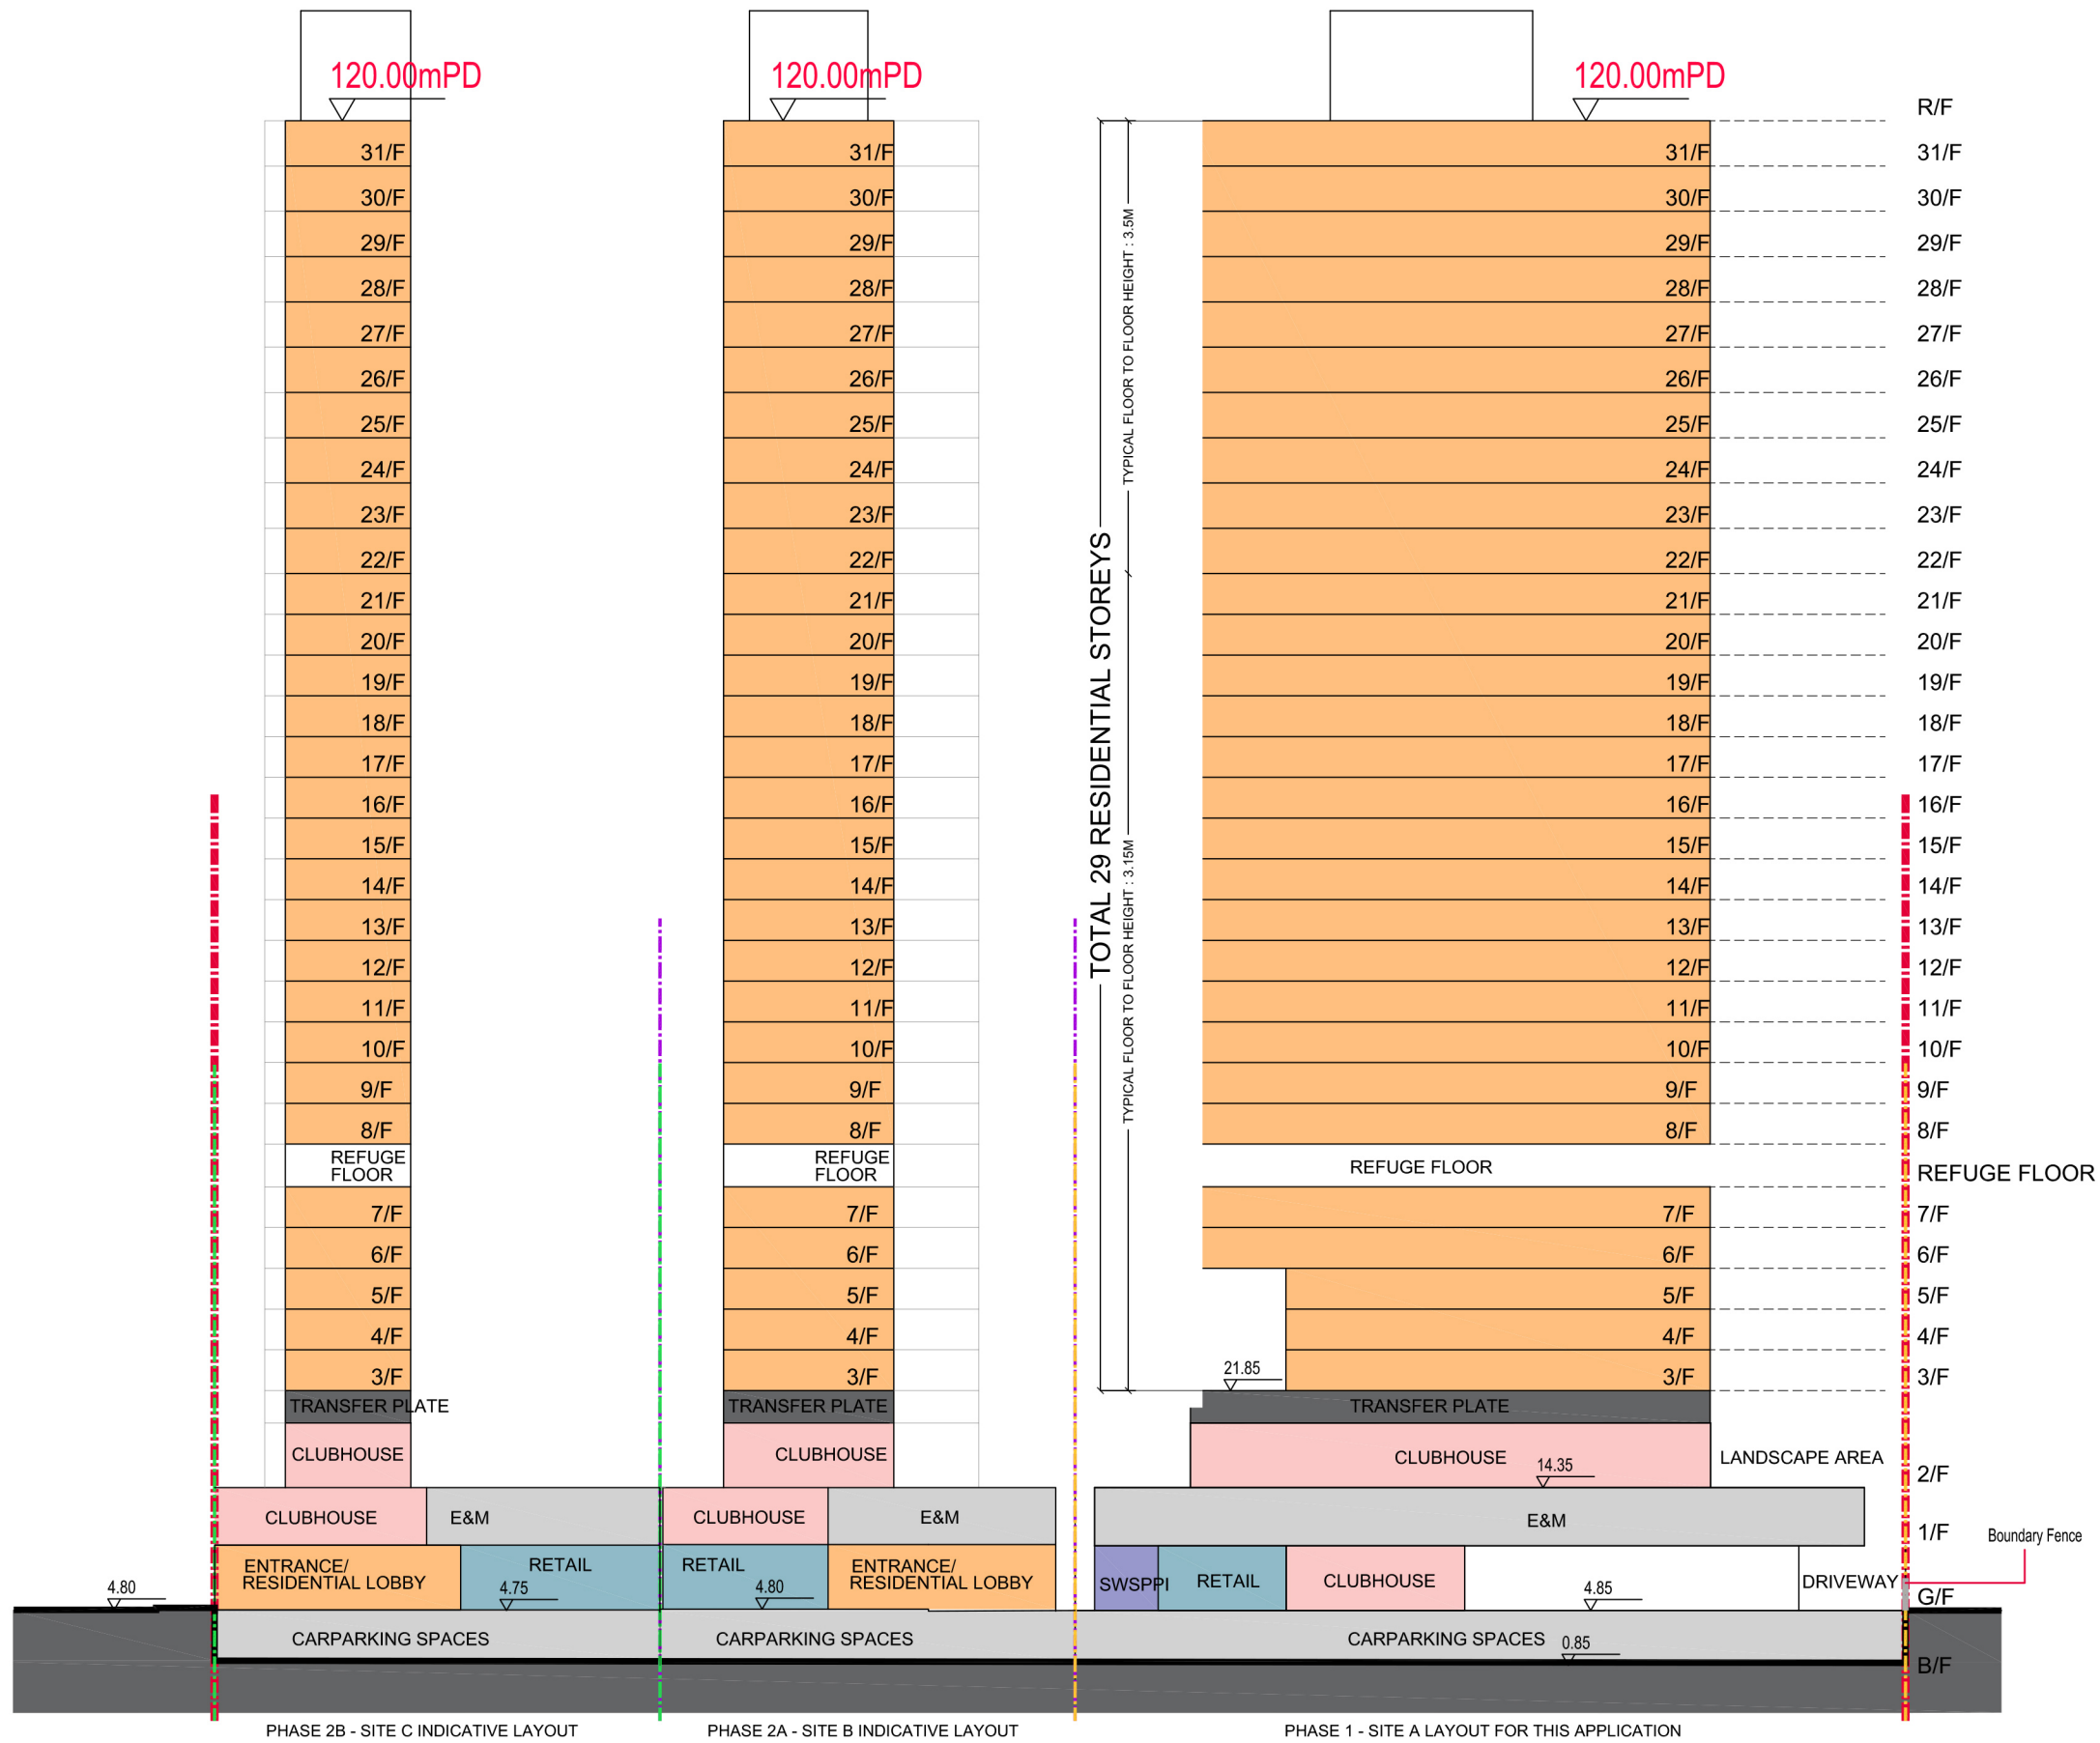 120.00mPD 120.00mPD 120.00mPD
R/F
31/F 31/F 31/F 31/F
30/F 30/F 30/F 30/F
29/F 29/F 29/F 29/F
28/F 28/F 28/F 28/F
27/F 27/F 27/F 27/F
26/F 26/F 26/F 26/F
25/F 25/F 25/F 25/F
24/F 24/F 24/F 24/F
23/F 23/F 23/F 23/F
22/F 22/F 22/F 22/F
21/F 21/F 21/F 21/F
20/F 20/F 20/F 20/F
19/F 19/F 19/F 19/F
18/F 18/F 18/F 18/F
17/F 17/F 17/F 17/F
16/F 16/F 16/F 16/F
15/F 15/F 15/F 15/F
14/F 14/F 14/F 14/F
13/F 13/F 13/F 13/F
12/F 12/F 12/F 12/F
11/F 11/F 11/F 11/F
10/F 10/F 10/F 10/F
9/F 9/F 9/F 9/F
8/F 8/F 8/F 8/F
TYPICAL FLOOR TO FLOOR HEIGHT : 3.5M
TOTAL 29 RESIDENTIAL STOREYS
TYPICAL FLOOR TO FLOOR HEIGHT : 3.15M
REFUGE
FLOOR
REFUGE
FLOOR
REFUGE FLOOR
REFUGE FLOOR
7/F 7/F 7/F 7/F
6/F 6/F 6/F 6/F
5/F 5/F 5/F 5/F
4/F 4/F 4/F 4/F
21.85
3/F 3/F 3/F 3/F
TRANSFER PLATE TRANSFER PLATE TRANSFER PLATE
CLUBHOUSE CLUBHOUSE CLUBHOUSE LANDSCAPE AREA
14.35
2/F
CLUBHOUSE E&M CLUBHOUSE E&M E&M
1/F
Boundary Fence
ENTRANCE/
RESIDENTIAL LOBBY
RETAIL
4.75
RETAIL
4.80
ENTRANCE/
RESIDENTIAL LOBBY
SWSPPI RETAIL CLUBHOUSE
4.85
DRIVEWAY
G/F
4.80
CARPARKING SPACES CARPARKING SPACES CARPARKING SPACES
0.85
B/F
PHASE 2B - SITE C INDICATIVE LAYOUT
PHASE 2A - SITE B INDICATIVE LAYOUT
PHASE 1 - SITE A LAYOUT FOR THIS APPLICATION